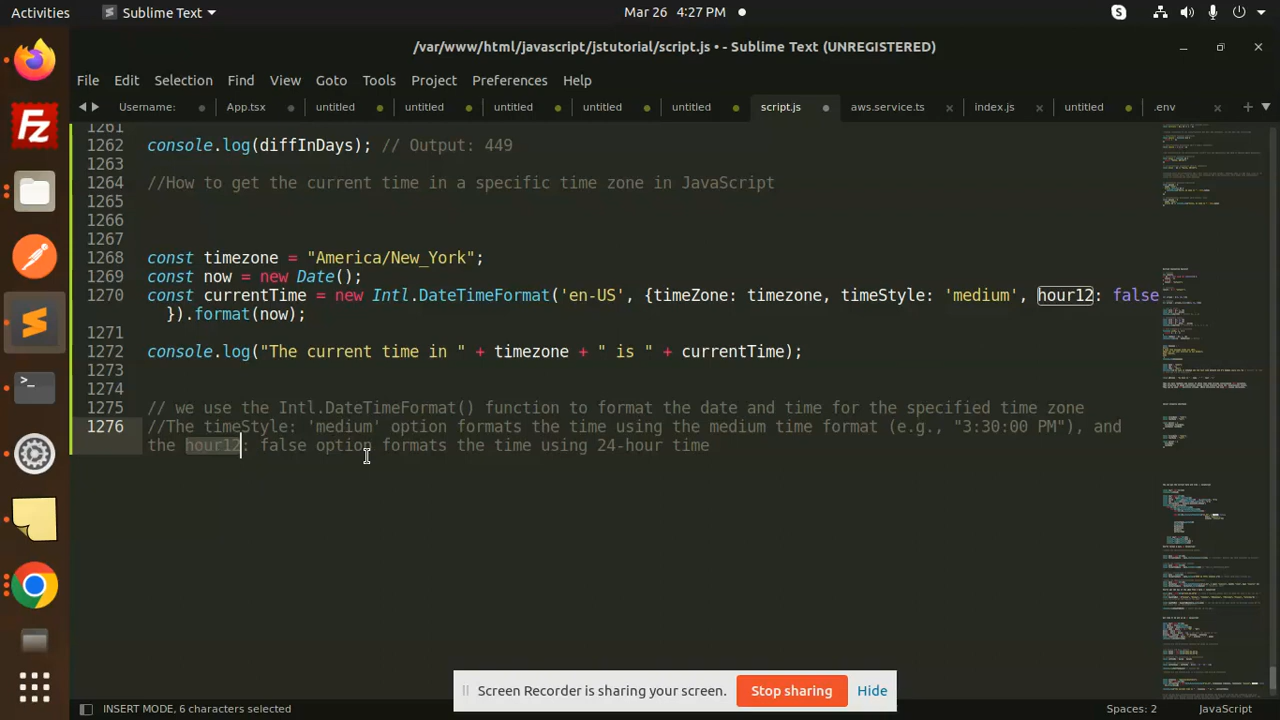 Activities
Sublime Text
Mar 26 4:27 PM
/var/www/html/javascript/jstutorial/script.js • - Sublime Text (UNREGISTERED)
File Edit Selection Find View Goto Tools Project Preferences Help
Username: App.tsx untitled untitled untitled untitled untitled script.js aws.service.ts index.js untitled .env
1261
1262 console.log(diffInDays); // Output: 449
1263
1264 //How to get the current time in a specific time zone in JavaScript
1265
1266
1267
1268 const timezone = "America/New_York";
1269 const now = new Date();
1270 const currentTime = new Intl.DateTimeFormat('en-US', {timeZone: timezone, timeStyle: 'medium', hour12: false
}).format(now);
1271
1272 console.log("The current time in " + timezone + " is " + currentTime);
1273
1274
1275 // we use the Intl.DateTimeFormat() function to format the date and time for the specified time zone
1276 //The timeStyle: 'medium' option formats the time using the medium time format (e.g., "3:30:00 PM"), and
the hour12: false option formats the time using 24-hour time
Screen Recorder is sharing your screen. Stop sharing Hide
INSERT MODE, 6 characters selected
Spaces: 2
JavaScript